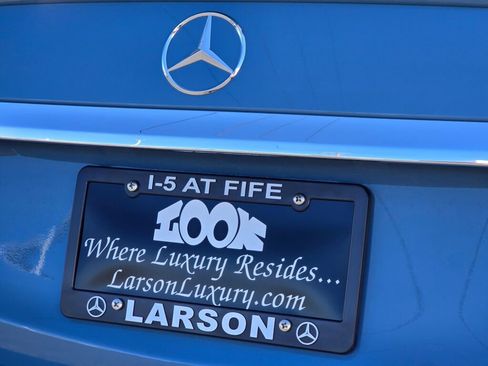 I-5 AT FIFE
LOOK
Where Luxury Resides...
LarsonLuxury.com
LARSON